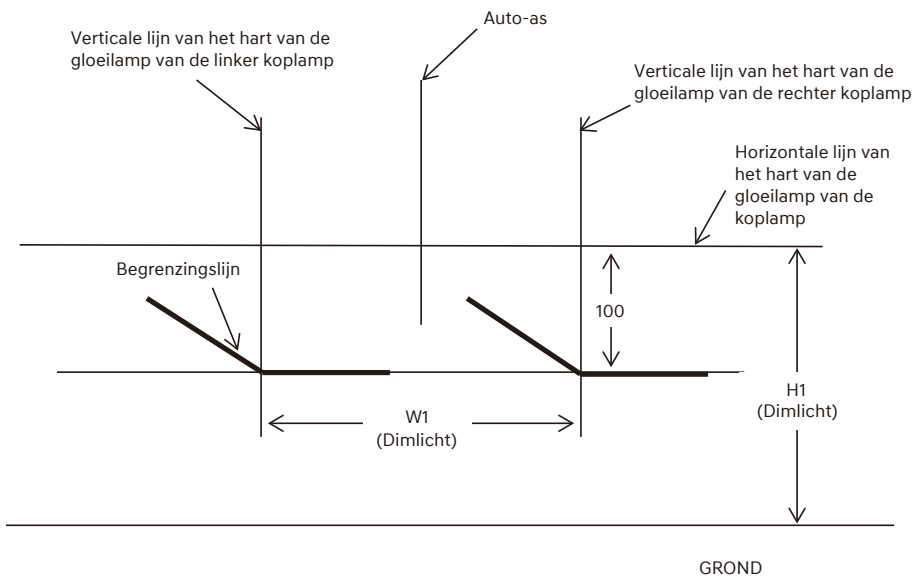 Auto-as
Verticale lijn van het hart van de
gloeilamp van de linker koplamp
Verticale lijn van het hart van de
gloeilamp van de rechter koplamp
Horizontale lijn van
het hart van de
gloeilamp van de
koplamp
Begrenzingslijn
100
H1
(Dimlicht)
W1
(Dimlicht)
GROND